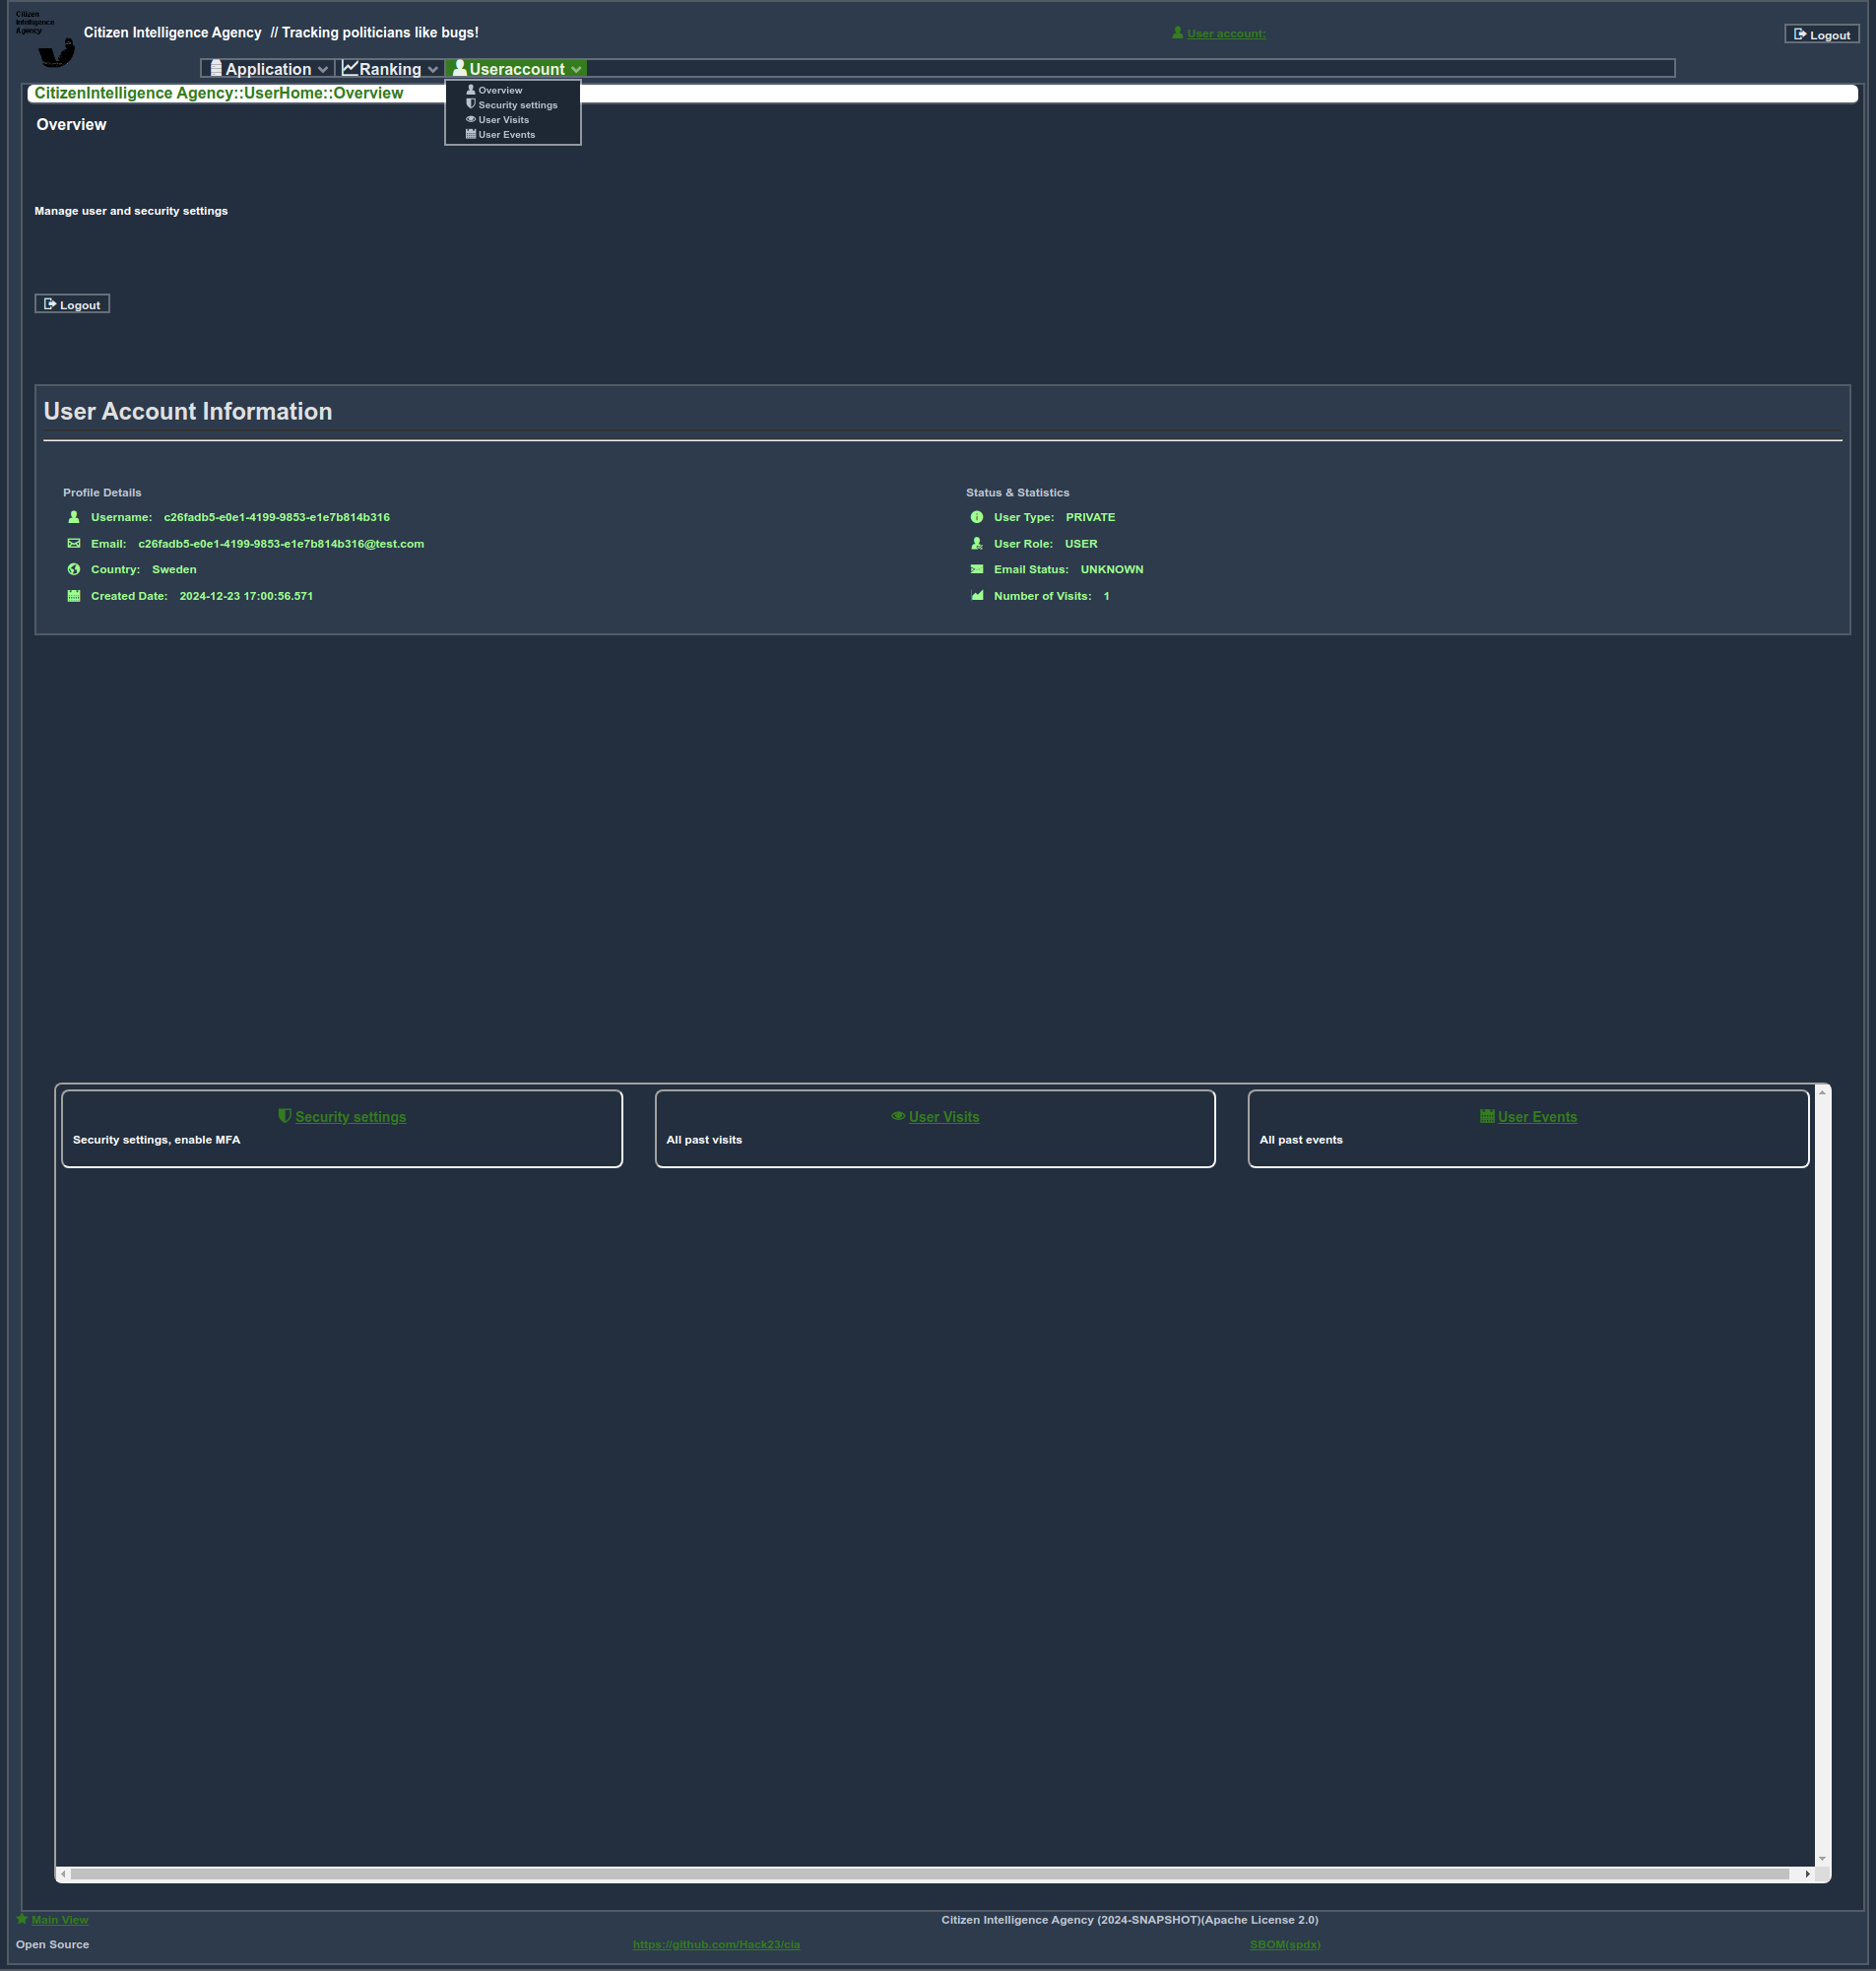 Citizen
Intelligence
Agency
Citizen Intelligence Agency // Tracking politicians like bugs!
User account:
Logout
Application Ranking Useraccount
CitizenIntelligence Agency::UserHome::Overview
Overview
Security settings
User Visits
User Events
Overview
Manage user and security settings
Logout
User Account Information
Profile Details
Username: c26fadb5-e0e1-4199-9853-e1e7b814b316
Email: c26fadb5-e0e1-4199-9853-e1e7b814b316@test.com
Country: Sweden
Created Date: 2024-12-23 17:00:56.571
Status & Statistics
User Type: PRIVATE
User Role: USER
Email Status: UNKNOWN
Number of Visits: 1
Security settings
Security settings, enable MFA
User Visits
All past visits
User Events
All past events
Main View
Citizen Intelligence Agency (2024-SNAPSHOT)(Apache License 2.0)
Open Source
https://github.com/Hack23/cia
SBOM(spdx)